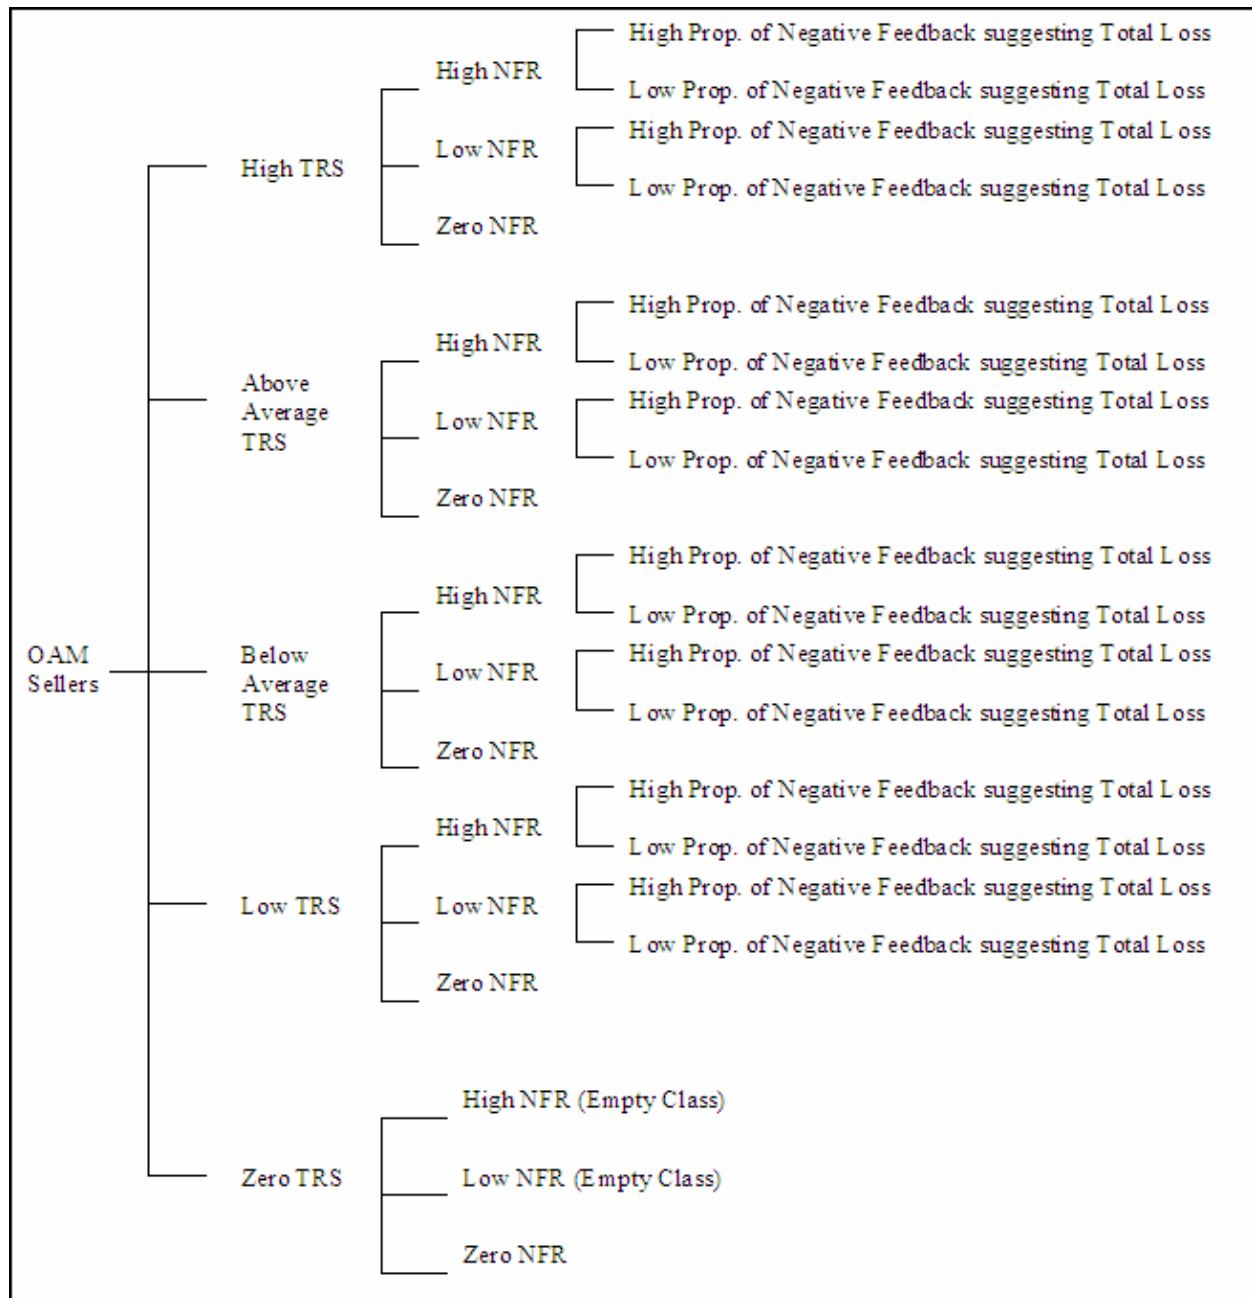 High Prop. of Negative Feedback suggesting Total Loss
High NFR
Low Prop. of Negative Feedback suggesting Total Loss
High Prop. of Negative Feedback suggesting Total Loss
Low NFR
High TRS
Low Prop. of Negative Feedback suggesting Total Loss
Zero NFR
High Prop. of Negative Feedback suggesting Total Loss
High NFR
Low Prop. of Negative Feedback suggesting Total Loss
Above
Average
TRS
High Prop. of Negative Feedback suggesting Total Loss
Low NFR
Low Prop. of Negative Feedback suggesting Total Loss
Zero NFR
High Prop. of Negative Feedback suggesting Total Loss
High NFR
Low Prop. of Negative Feedback suggesting Total Loss
OAM
Sellers
Below
Average
TRS
High Prop. of Negative Feedback suggesting Total Loss
Low NFR
Low Prop. of Negative Feedback suggesting Total Loss
Zero NFR
High Prop. of Negative Feedback suggesting Total Loss
High NFR
Low Prop. of Negative Feedback suggesting Total Loss
High Prop. of Negative Feedback suggesting Total Loss
Low TRS
Low NFR
Low Prop. of Negative Feedback suggesting Total Loss
Zero NFR
High NFR (Empty Class)
Zero TRS
Low NFR (Empty Class)
Zero NFR